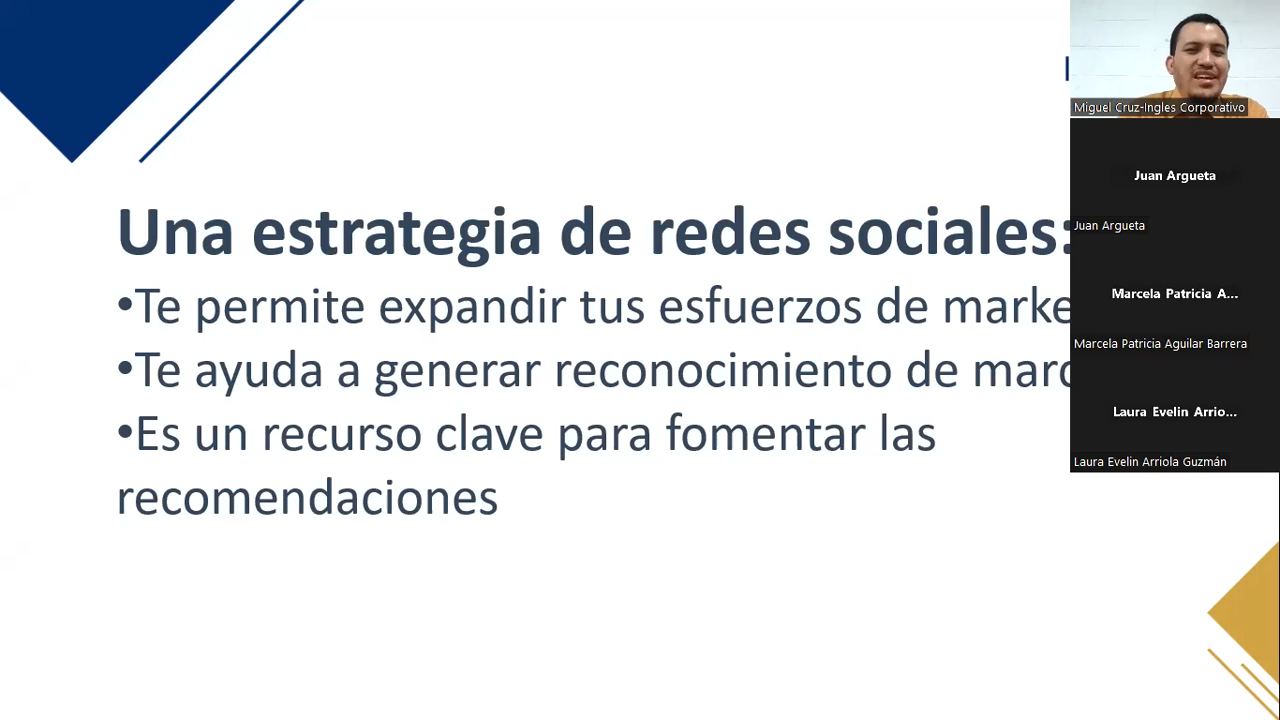 Una estrategia de redes sociales:
•Te permite expandir tus esfuerzos de
•Te ayuda a generar reconocimiento de
•Es un recurso clave para fomentar las
recomendaciones
Miguel Cruz-Ingles Corporativo
Juan Argueta
Juan Argueta
Marcela Patricia A...
Marcela Patricia Aguilar Barrera
Laura Evelin Arrio...
Laura Evelin Arriola Guzmán